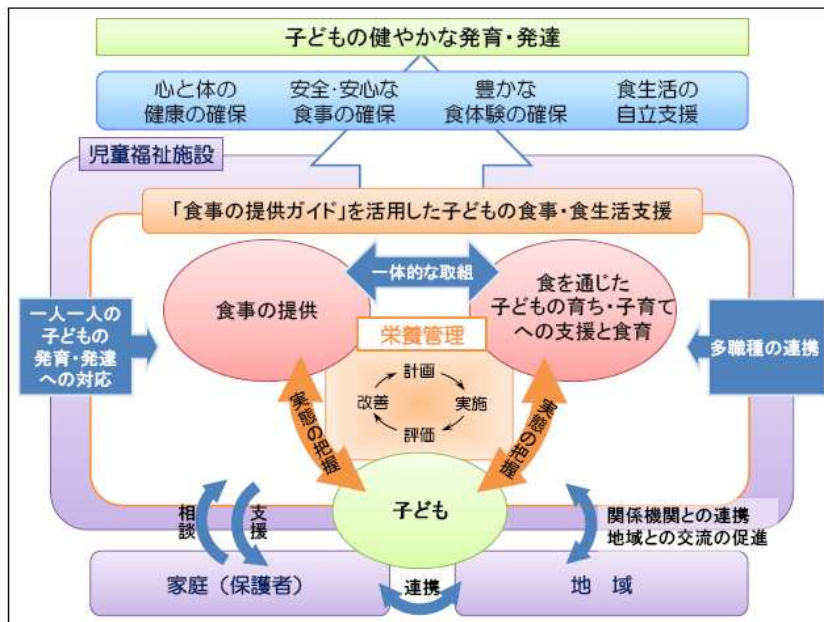 子どもの健やかな発育・発達
心と体の
健康の確保
安全・安心な
食事の確保
豊かな
食体験の確保
食生活の
自立支援
児童福祉施設
「食事の提供ガイド」を活用した子どもの食事・食生活支援
一体的な取組
食事の提供
食を通じた
子どもの育ち・子育て
への支援と食育
一人一人の
子どもの
発育・発達
への対応
多職種の連携
栄養管理
計画
実施
評価
改善
実態の把握
実態の把握
子ども
相談
支援
関係機関との連携
地域との交流の促進
家庭（保護者）
連携
地　域